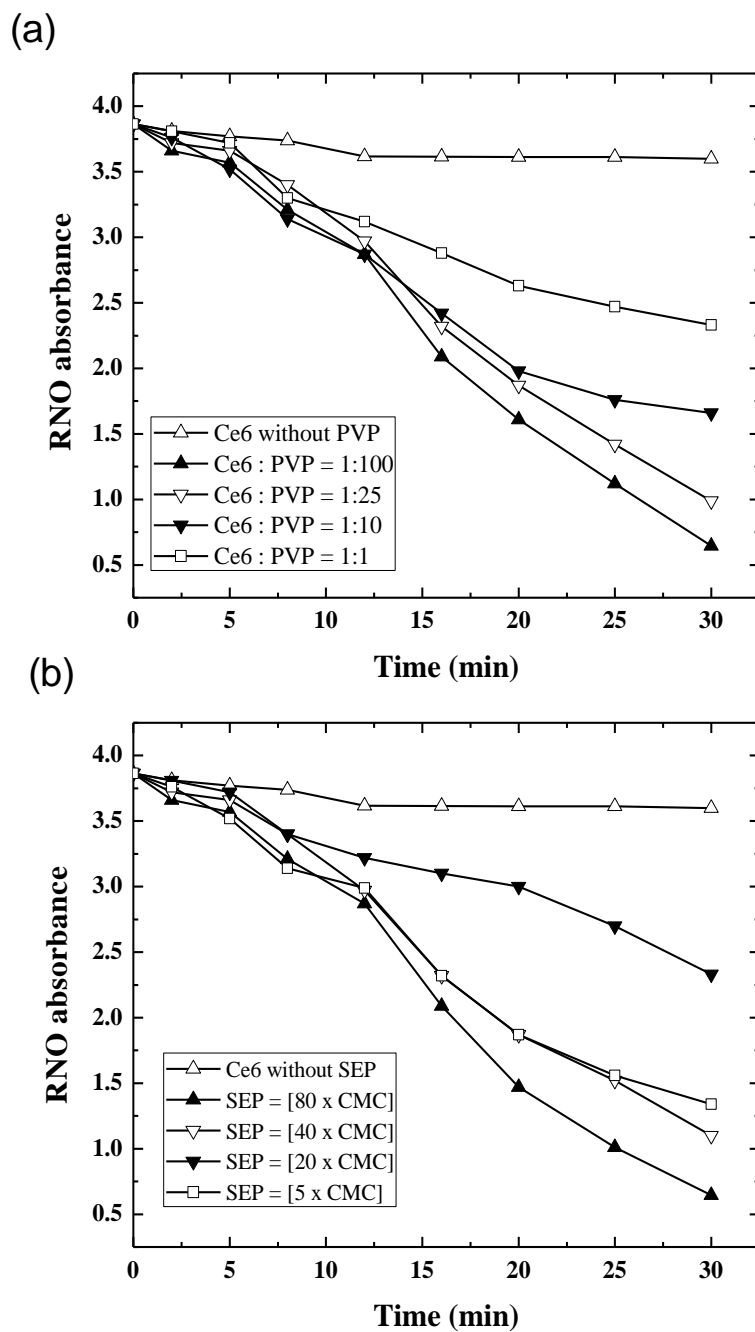 (a)
4.0
3.5
3.0
2.5
2.0
1.5
1.0
0.5
RNO absorbance
Ce6 without PVP
Ce6 : PVP = 1:100
Ce6 : PVP = 1:25
Ce6 : PVP = 1:10
Ce6 : PVP = 1:1
0 5 10 15 20 25 30
Time (min)
(b)
4.0
3.5
3.0
2.5
2.0
1.5
1.0
0.5
RNO absorbance
Ce6 without SEP
SEP = [80 x CMC]
SEP = [40 x CMC]
SEP = [20 x CMC]
SEP = [5 x CMC]
0 5 10 15 20 25 30
Time (min)